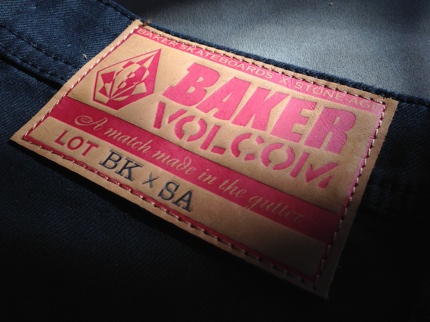 BAKER SKATEBOARDS X STONE-AGE
BAKER
VOLCOM
A match made in the gutter
LOT BK x SA